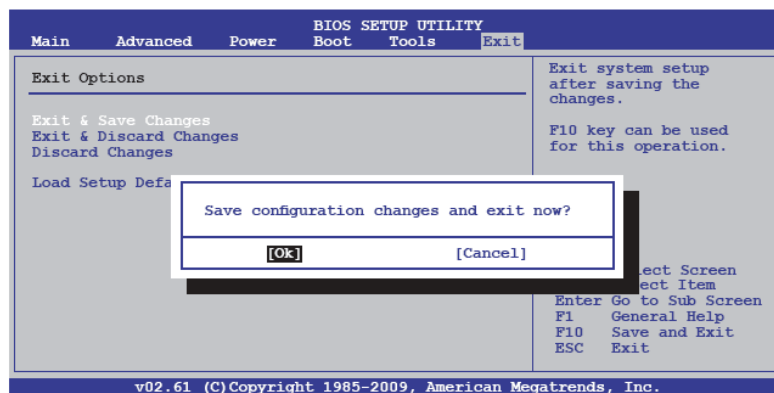 BIOS SETUP UTILITY
Main Advanced Power Boot Tools Exit
Exit Options
Exit & Save Changes
Exit & Discard Changes
Discard Changes
Load Setup Defa
Save configuration changes and exit now?
[Ok] [Cancel]
Exit system setup
after saving the
changes.
F10 key can be used
for this operation.
ect Screen
ect Item
Enter Go to Sub Screen
F1 General Help
F10 Save and Exit
ESC Exit
v02.61 (C)Copyright 1985-2009, American Megatrends, Inc.